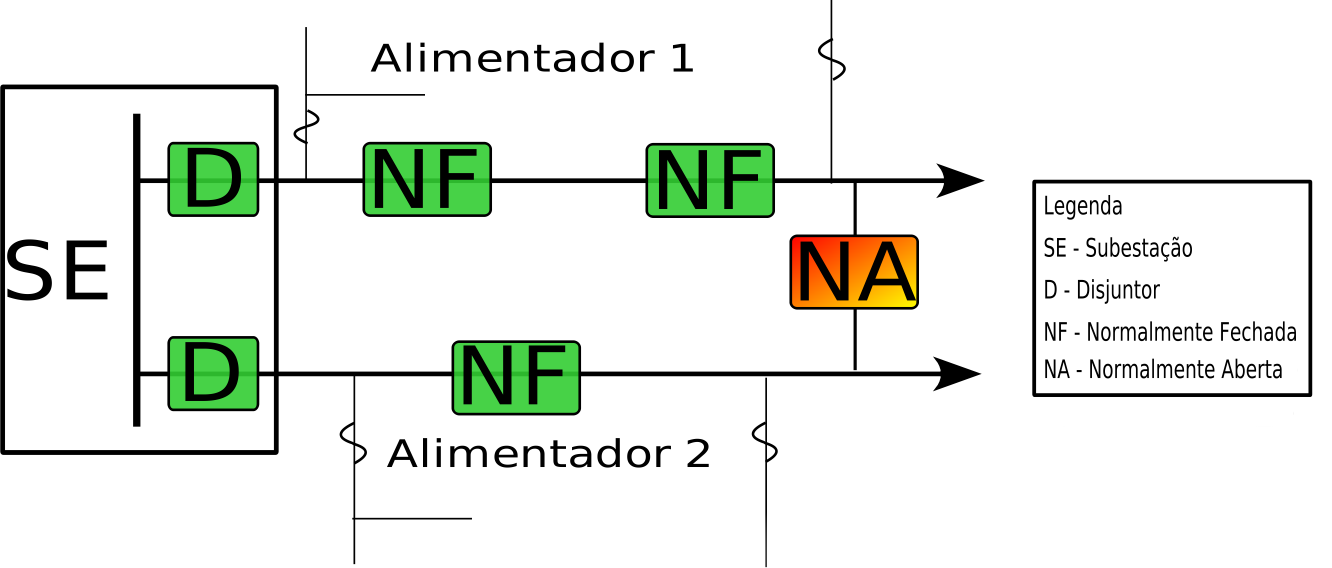 Alimentador 1
D
NF
NF
SE
NA
D
NF
Alimentador 2
Legenda
SE - Subestação
D - Disjuntor
NF - Normalmente Fechada
NA - Normalmente Aberta